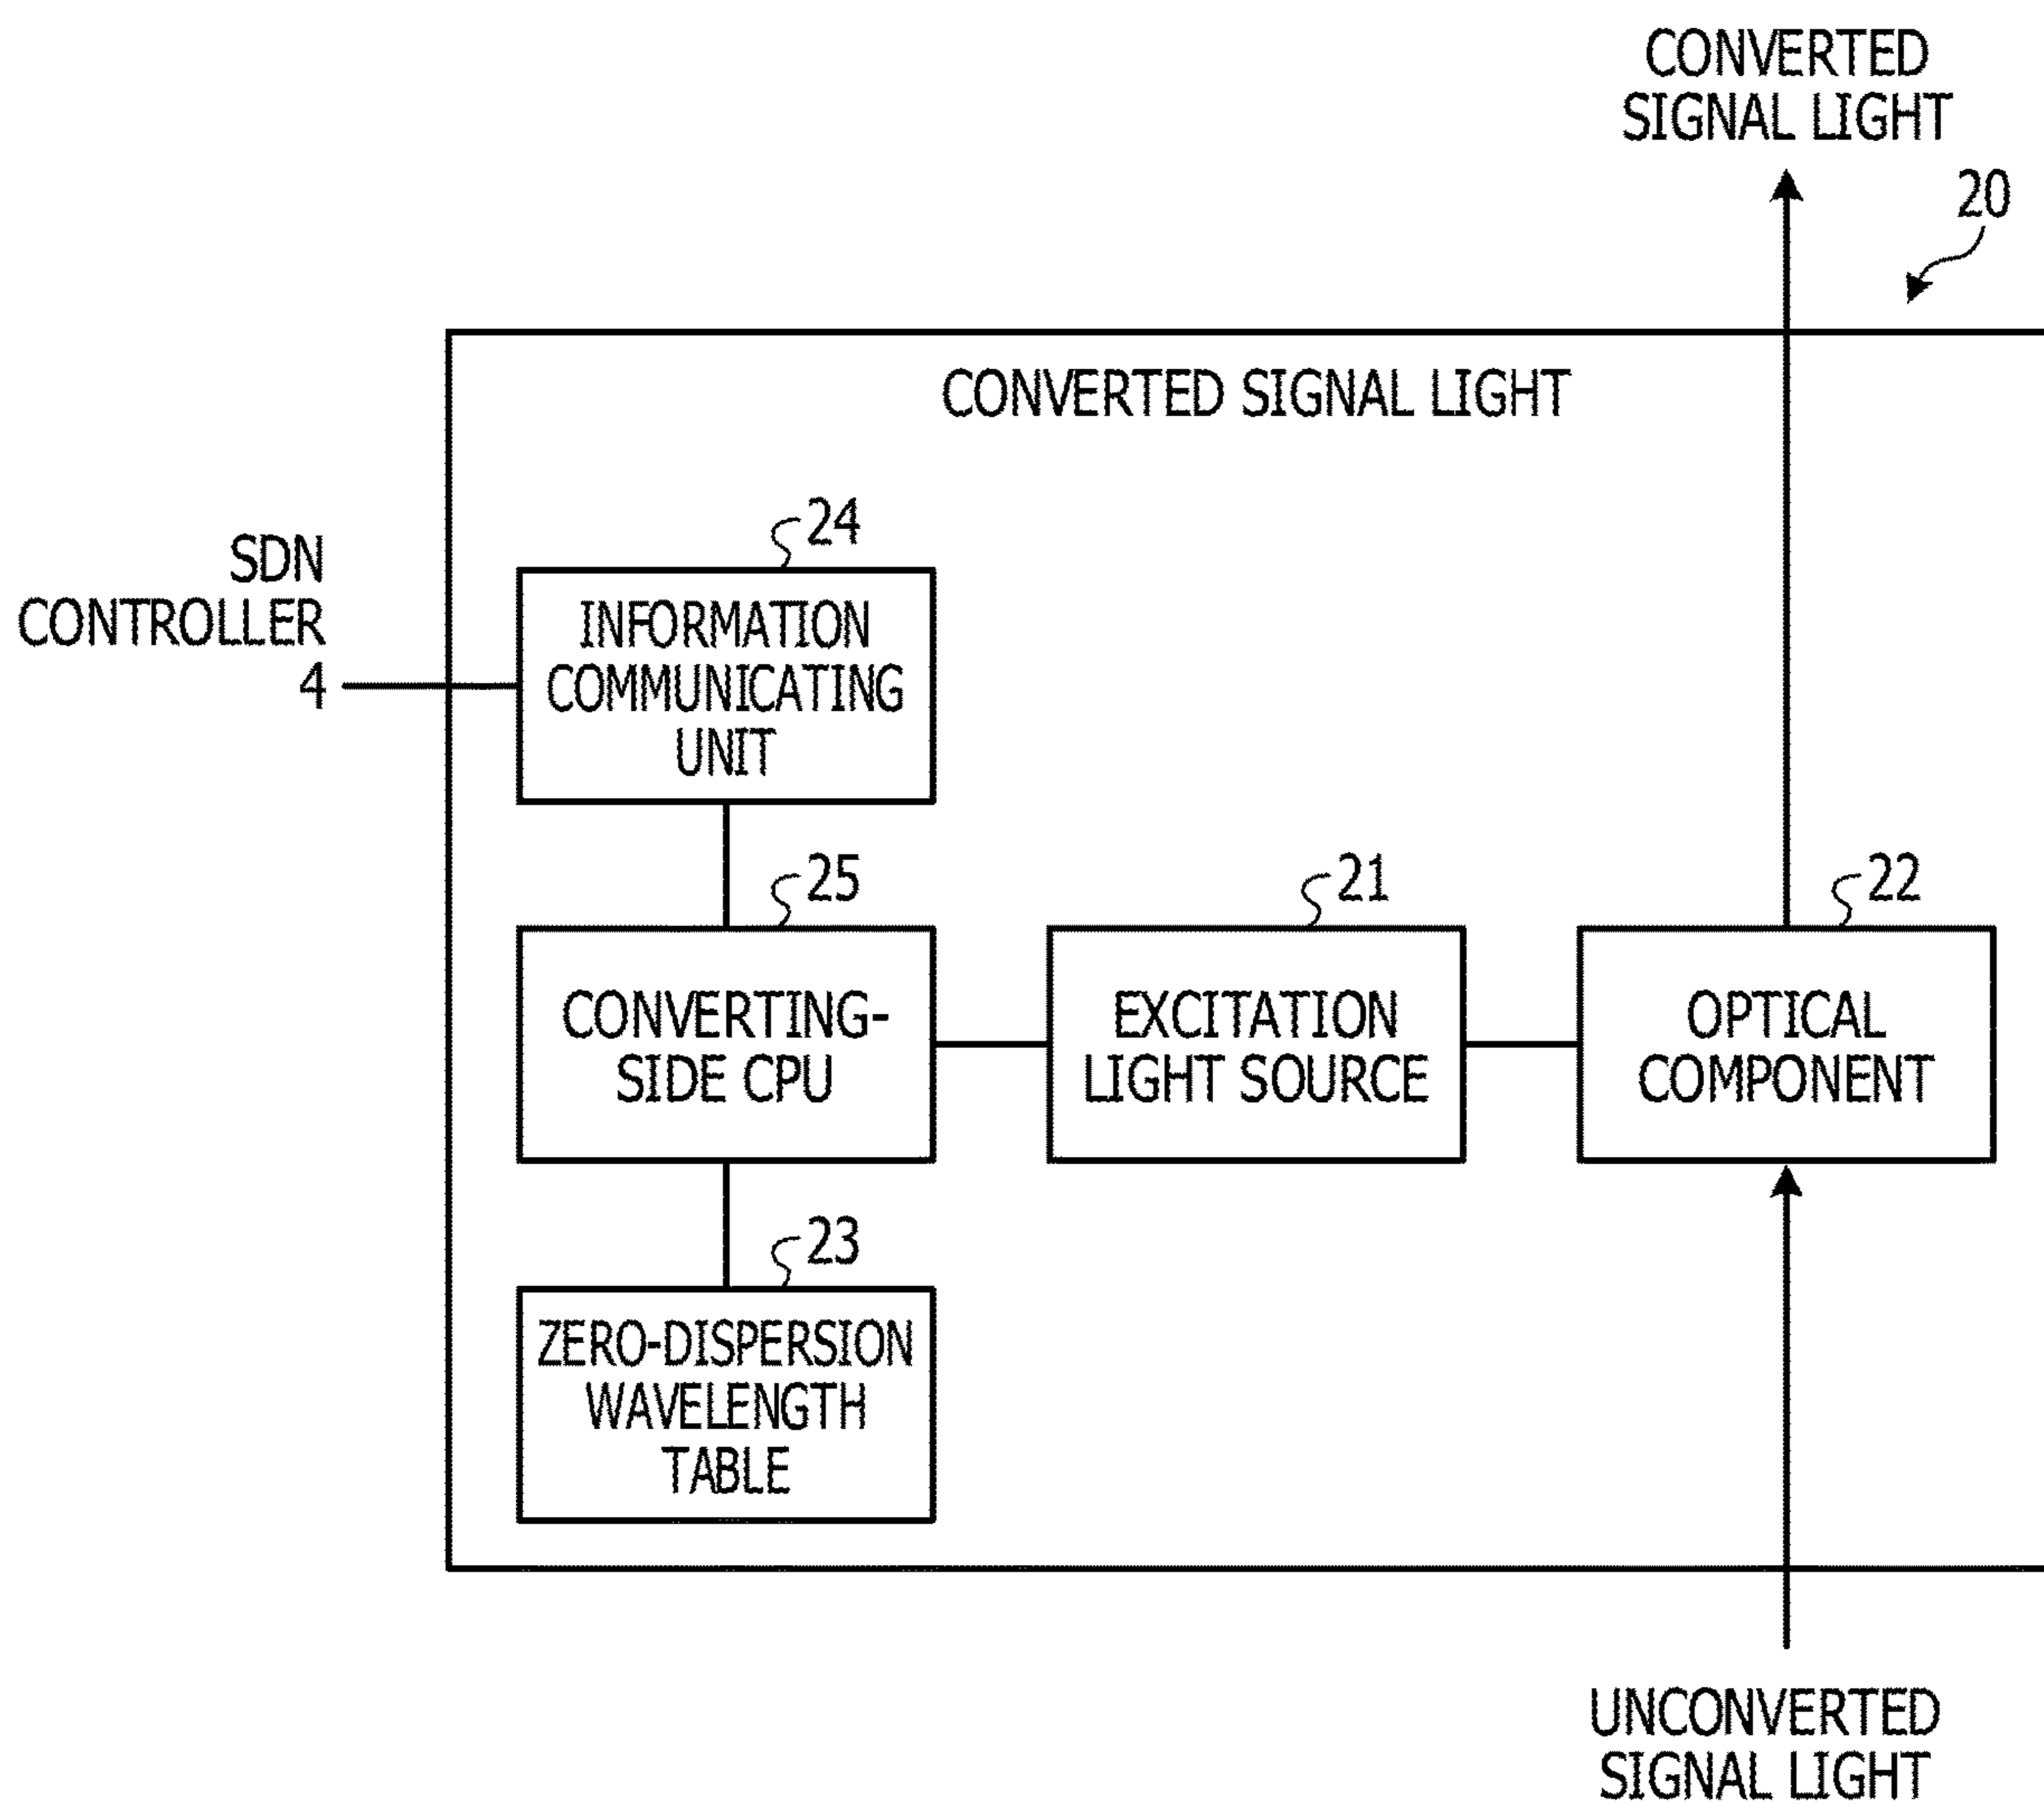 CONVERTED
SIGNAL LIGHT
20
CONVERTED SIGNAL LIGHT
24
SDN
CONTROLLER
4
INFORMATION
COMMUNICATING
UNIT
25
21
22
CONVERTING-
SIDE CPU
EXCITATION
LIGHT SOURCE
OPTICAL
COMPONENT
23
ZERO-DISPERSION
WAVELENGTH
TABLE
UNCONVERTED
SIGNAL LIGHT